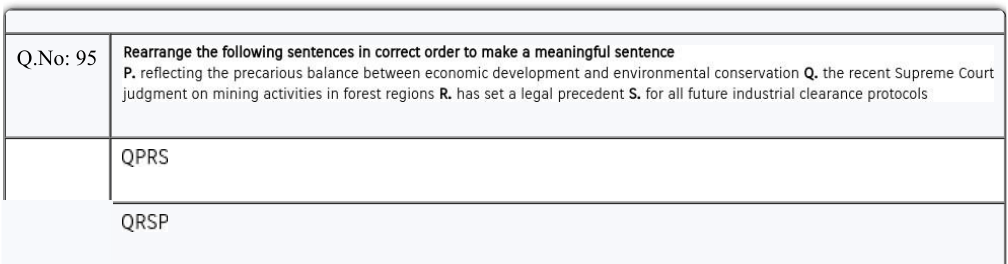 Q.No: 95
Rearrange the following sentences in correct order to make a meaningful sentence
P. reflecting the precarious balance between economic development and environmental conservation Q. the recent Supreme Court
judgment on mining activities in forest regions R. has set a legal precedent S. for all future industrial clearance protocols
QPRS
QRSP